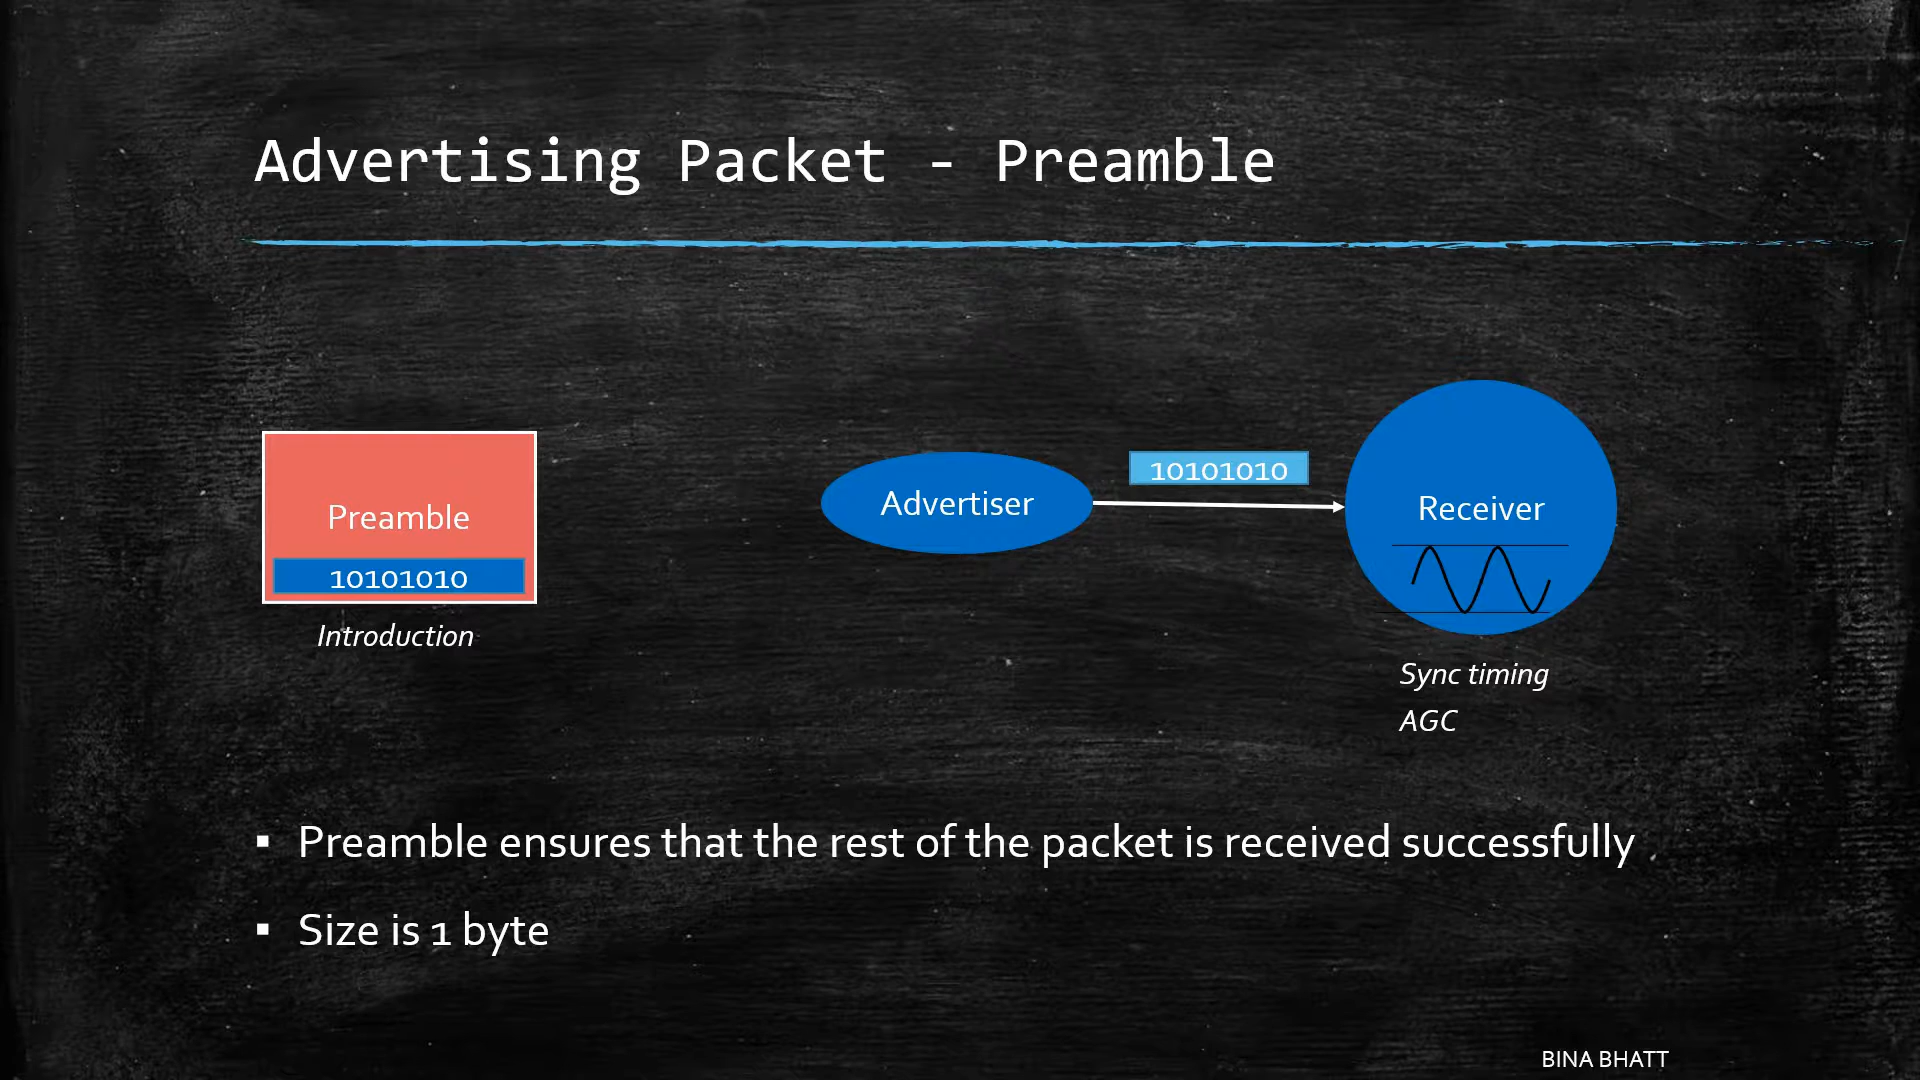 Advertising Packet - Preamble
Preamble
10101010
Introduction
Advertiser
10101010
Receiver
Sync timing
AGC
▪ Preamble ensures that the rest of the packet is received successfully
▪ Size is 1 byte
BINA BHATT